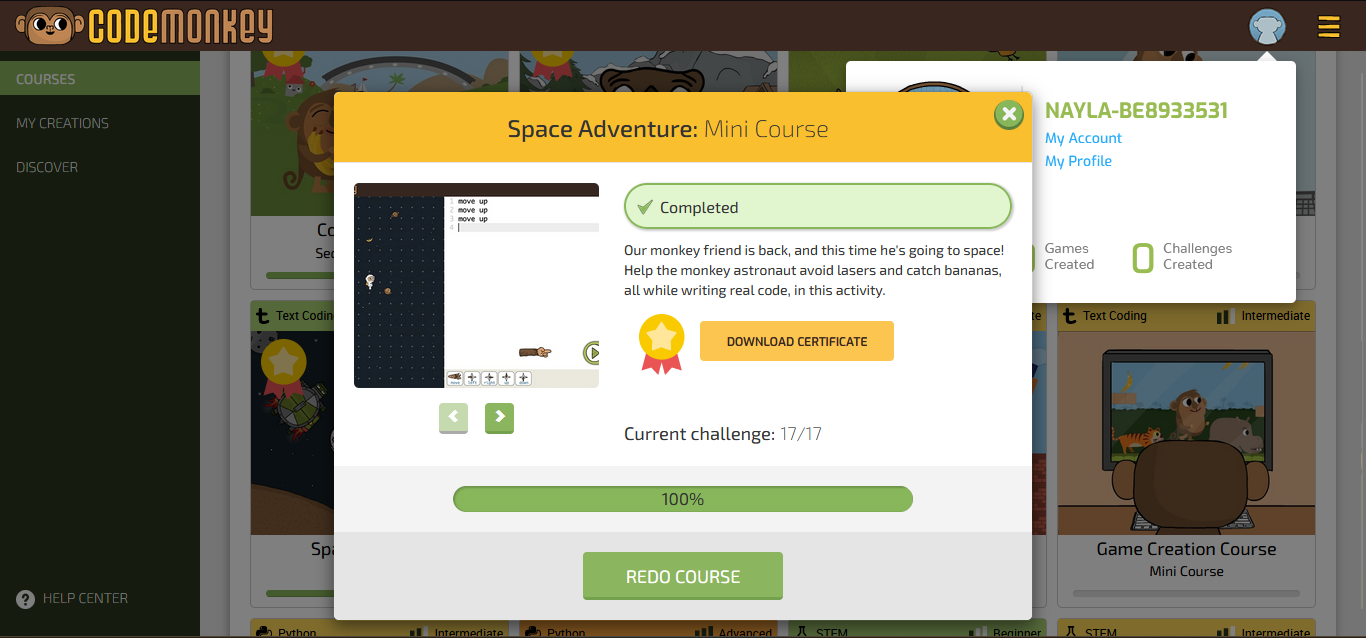 CODEMONKEY
COURSES
MY CREATIONS
DISCOVER
HELP CENTER
NAYLA-BE8933531
My Account
My Profile
Games
Created
0 Challenges
Created
Space Adventure: Mini Course
1 move up
2 move up
3 move up
4
Completed
Our monkey friend is back, and this time he's going to space!
Help the monkey astronaut avoid lasers and catch bananas,
all while writing real code, in this activity.
DOWNLOAD CERTIFICATE
Current challenge: 17/17
100%
REDO COURSE
Text Coding
Text Coding Intermediate
Game Creation Course
Mini Course
Python Intermediate
Python Advanced
STEM Beginner
STEM Intermediate